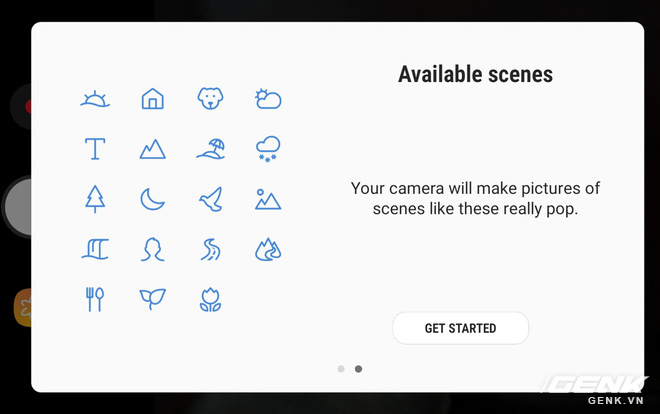 Available scenes
Your camera will make pictures of
scenes like these really pop.
GET STARTED
GENK
GENK.VN